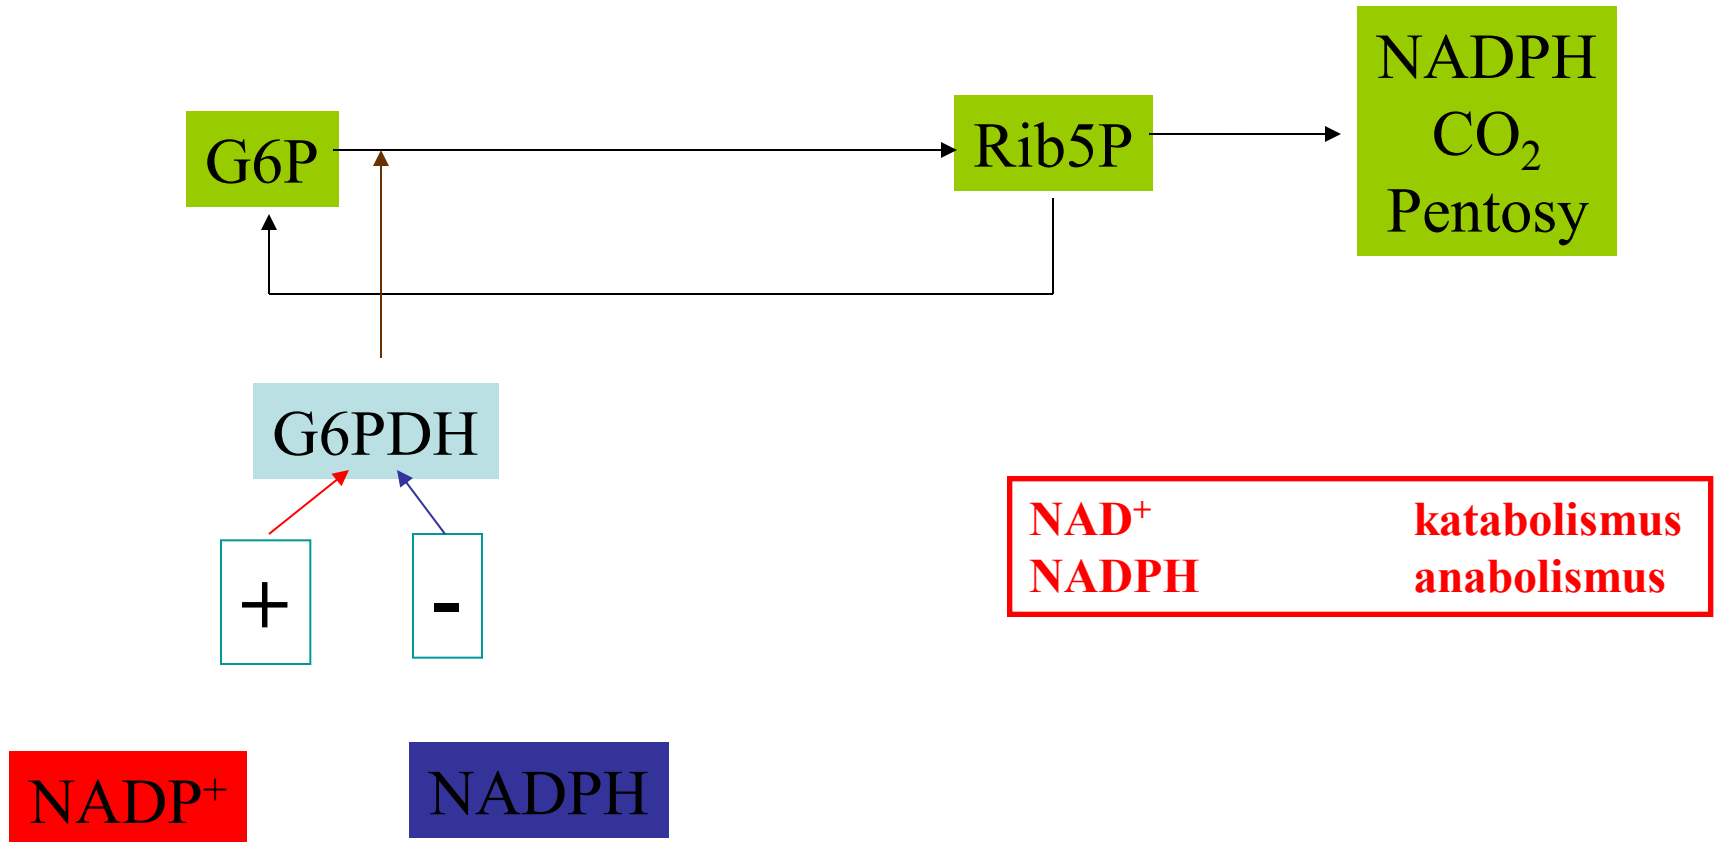 NADPH
CO₂
Pentosy
G6P
Rib5P
G6PDH
+
-
NAD⁺ katabolismus
NADPH anabolismus
NADP⁺
NADPH